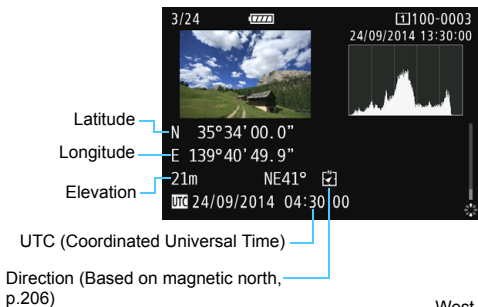 3/24 1 100-0003
24/09/2014 13:30:00
Latitude
N 35°34'00.0"
Longitude
E 139°40'49.9"
Elevation
21m NE41°
UTC 24/09/2014 04:30:00
UTC (Coordinated Universal Time)
Direction (Based on magnetic north,
p.206)
West